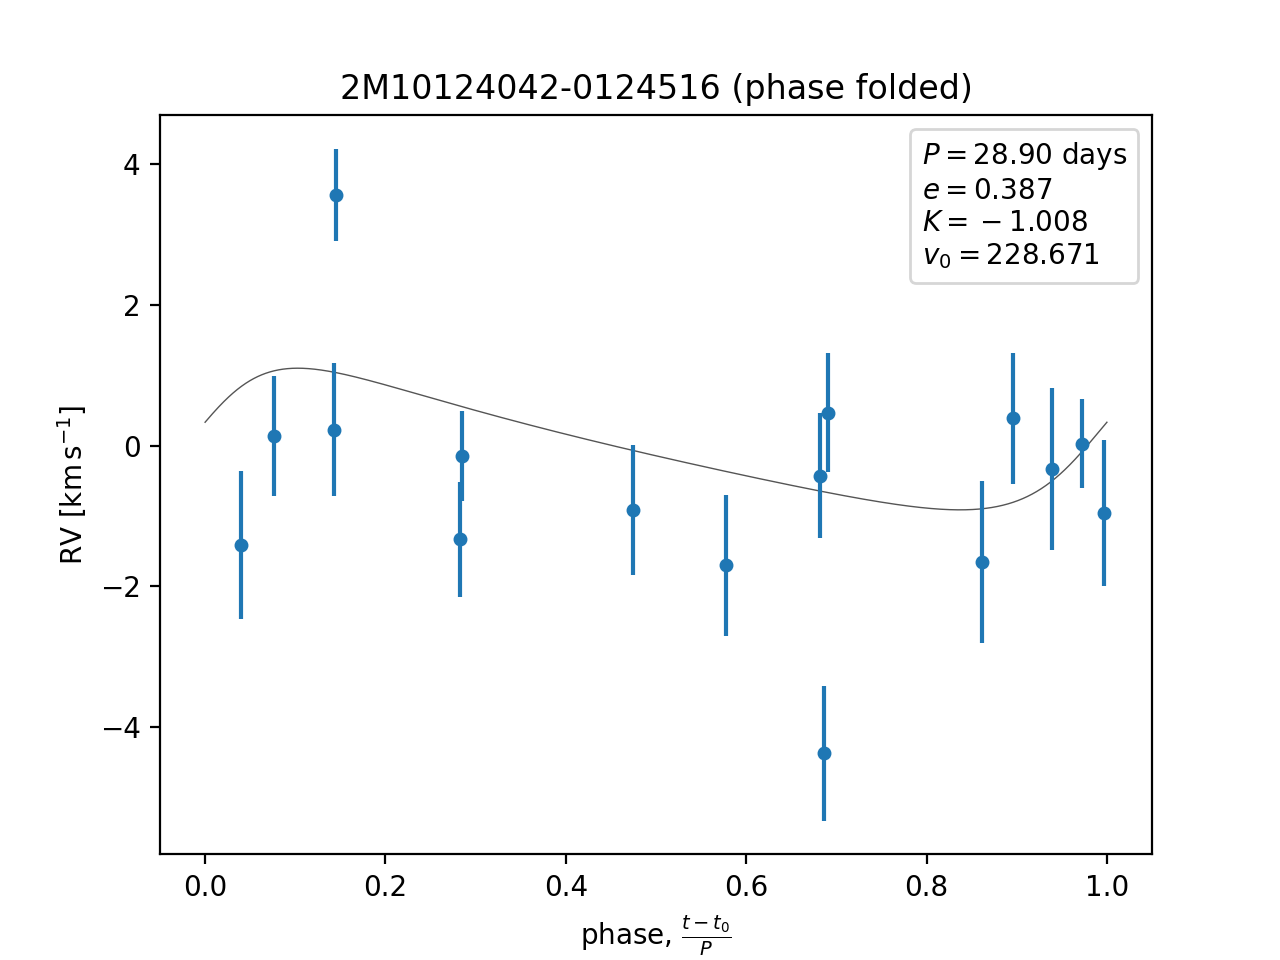 2M10124042-0124516 (phase folded)
P = 28.90 days
e = 0.387
K = −1.008
v₀ = 228.671
RV [km s⁻¹]
4
2
0
−2
−4
0.0 0.2 0.4 0.6 0.8 1.0
phase, (t − t₀)/P